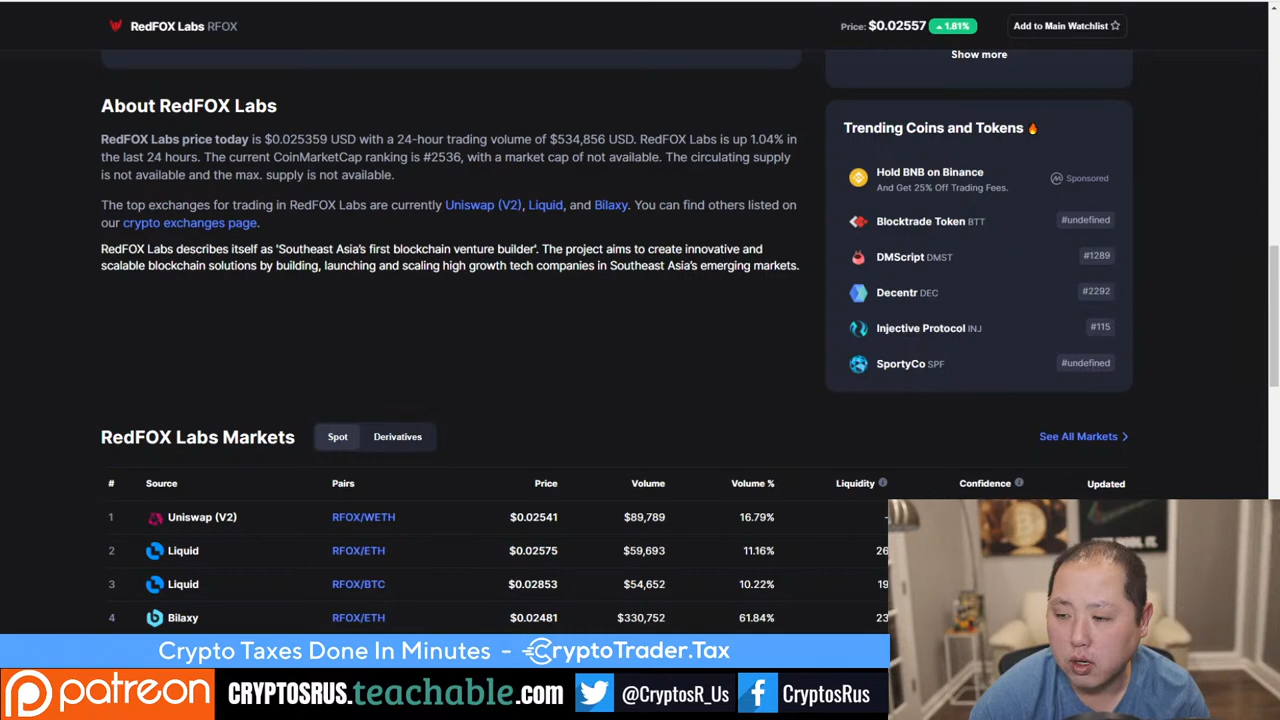 RedFOX Labs RFOX
Price: $0.02557 1.81%
Add to Main Watchlist
Show more
About RedFOX Labs
RedFOX Labs price today is $0.025359 USD with a 24-hour trading volume of $534,856 USD. RedFOX Labs is up 1.04% in
the last 24 hours. The current CoinMarketCap ranking is #2536, with a market cap of not available. The circulating supply
is not available and the max. supply is not available.
The top exchanges for trading in RedFOX Labs are currently Uniswap (V2), Liquid, and Bilaxy. You can find others listed on
our crypto exchanges page.
RedFOX Labs describes itself as 'Southeast Asia's first blockchain venture builder'. The project aims to create innovative and
scalable blockchain solutions by building, launching and scaling high growth tech companies in Southeast Asia's emerging markets.
Trending Coins and Tokens 🔥
Hold BNB on Binance
And Get 25% Off Trading Fees.
Sponsored
Blocktrade Token BTT #undefined
DMScript DMST #1289
Decentr DEC #2292
Injective Protocol INJ #115
SportyCo SPF #undefined
RedFOX Labs Markets Spot Derivatives
See All Markets
# Source Pairs Price Volume Volume % Liquidity Confidence Updated
1 Uniswap (V2) RFOX/WETH $0.02541 $89,789 16.79% -
2 Liquid RFOX/ETH $0.02575 $59,693 11.16% 26
3 Liquid RFOX/BTC $0.02853 $54,652 10.22% 19
4 Bilaxy RFOX/ETH $0.02481 $330,752 61.84% 23
Crypto Taxes Done In Minutes - CryptoTrader.Tax
patreon CRYPTOSRUS.teachable.com @CryptosR_Us CryptosRus